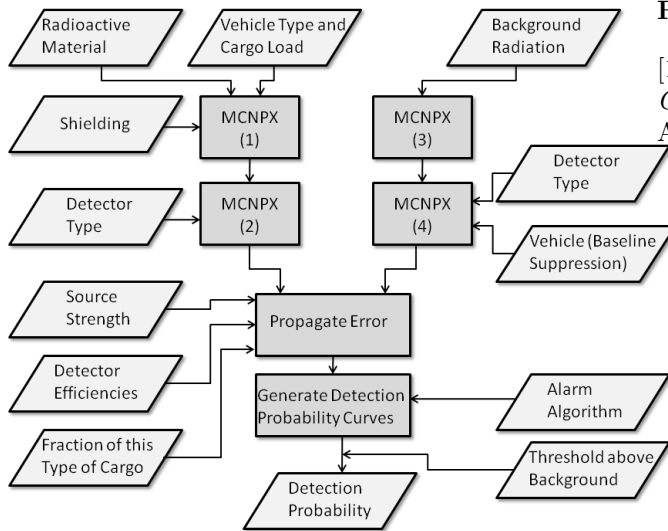 Radioactive
Material
Vehicle Type and
Cargo Load
Background
Radiation
Shielding
MCNPX
(1)
MCNPX
(3)
Detector
Type
MCNPX
(2)
MCNPX
(4)
Detector
Type
Vehicle (Baseline
Suppression)
Source
Strength
Propagate Error
Detector
Efficiencies
Generate Detection
Probability Curves
Alarm
Algorithm
Fraction of this
Type of Cargo
Threshold above
Background
Detection
Probability